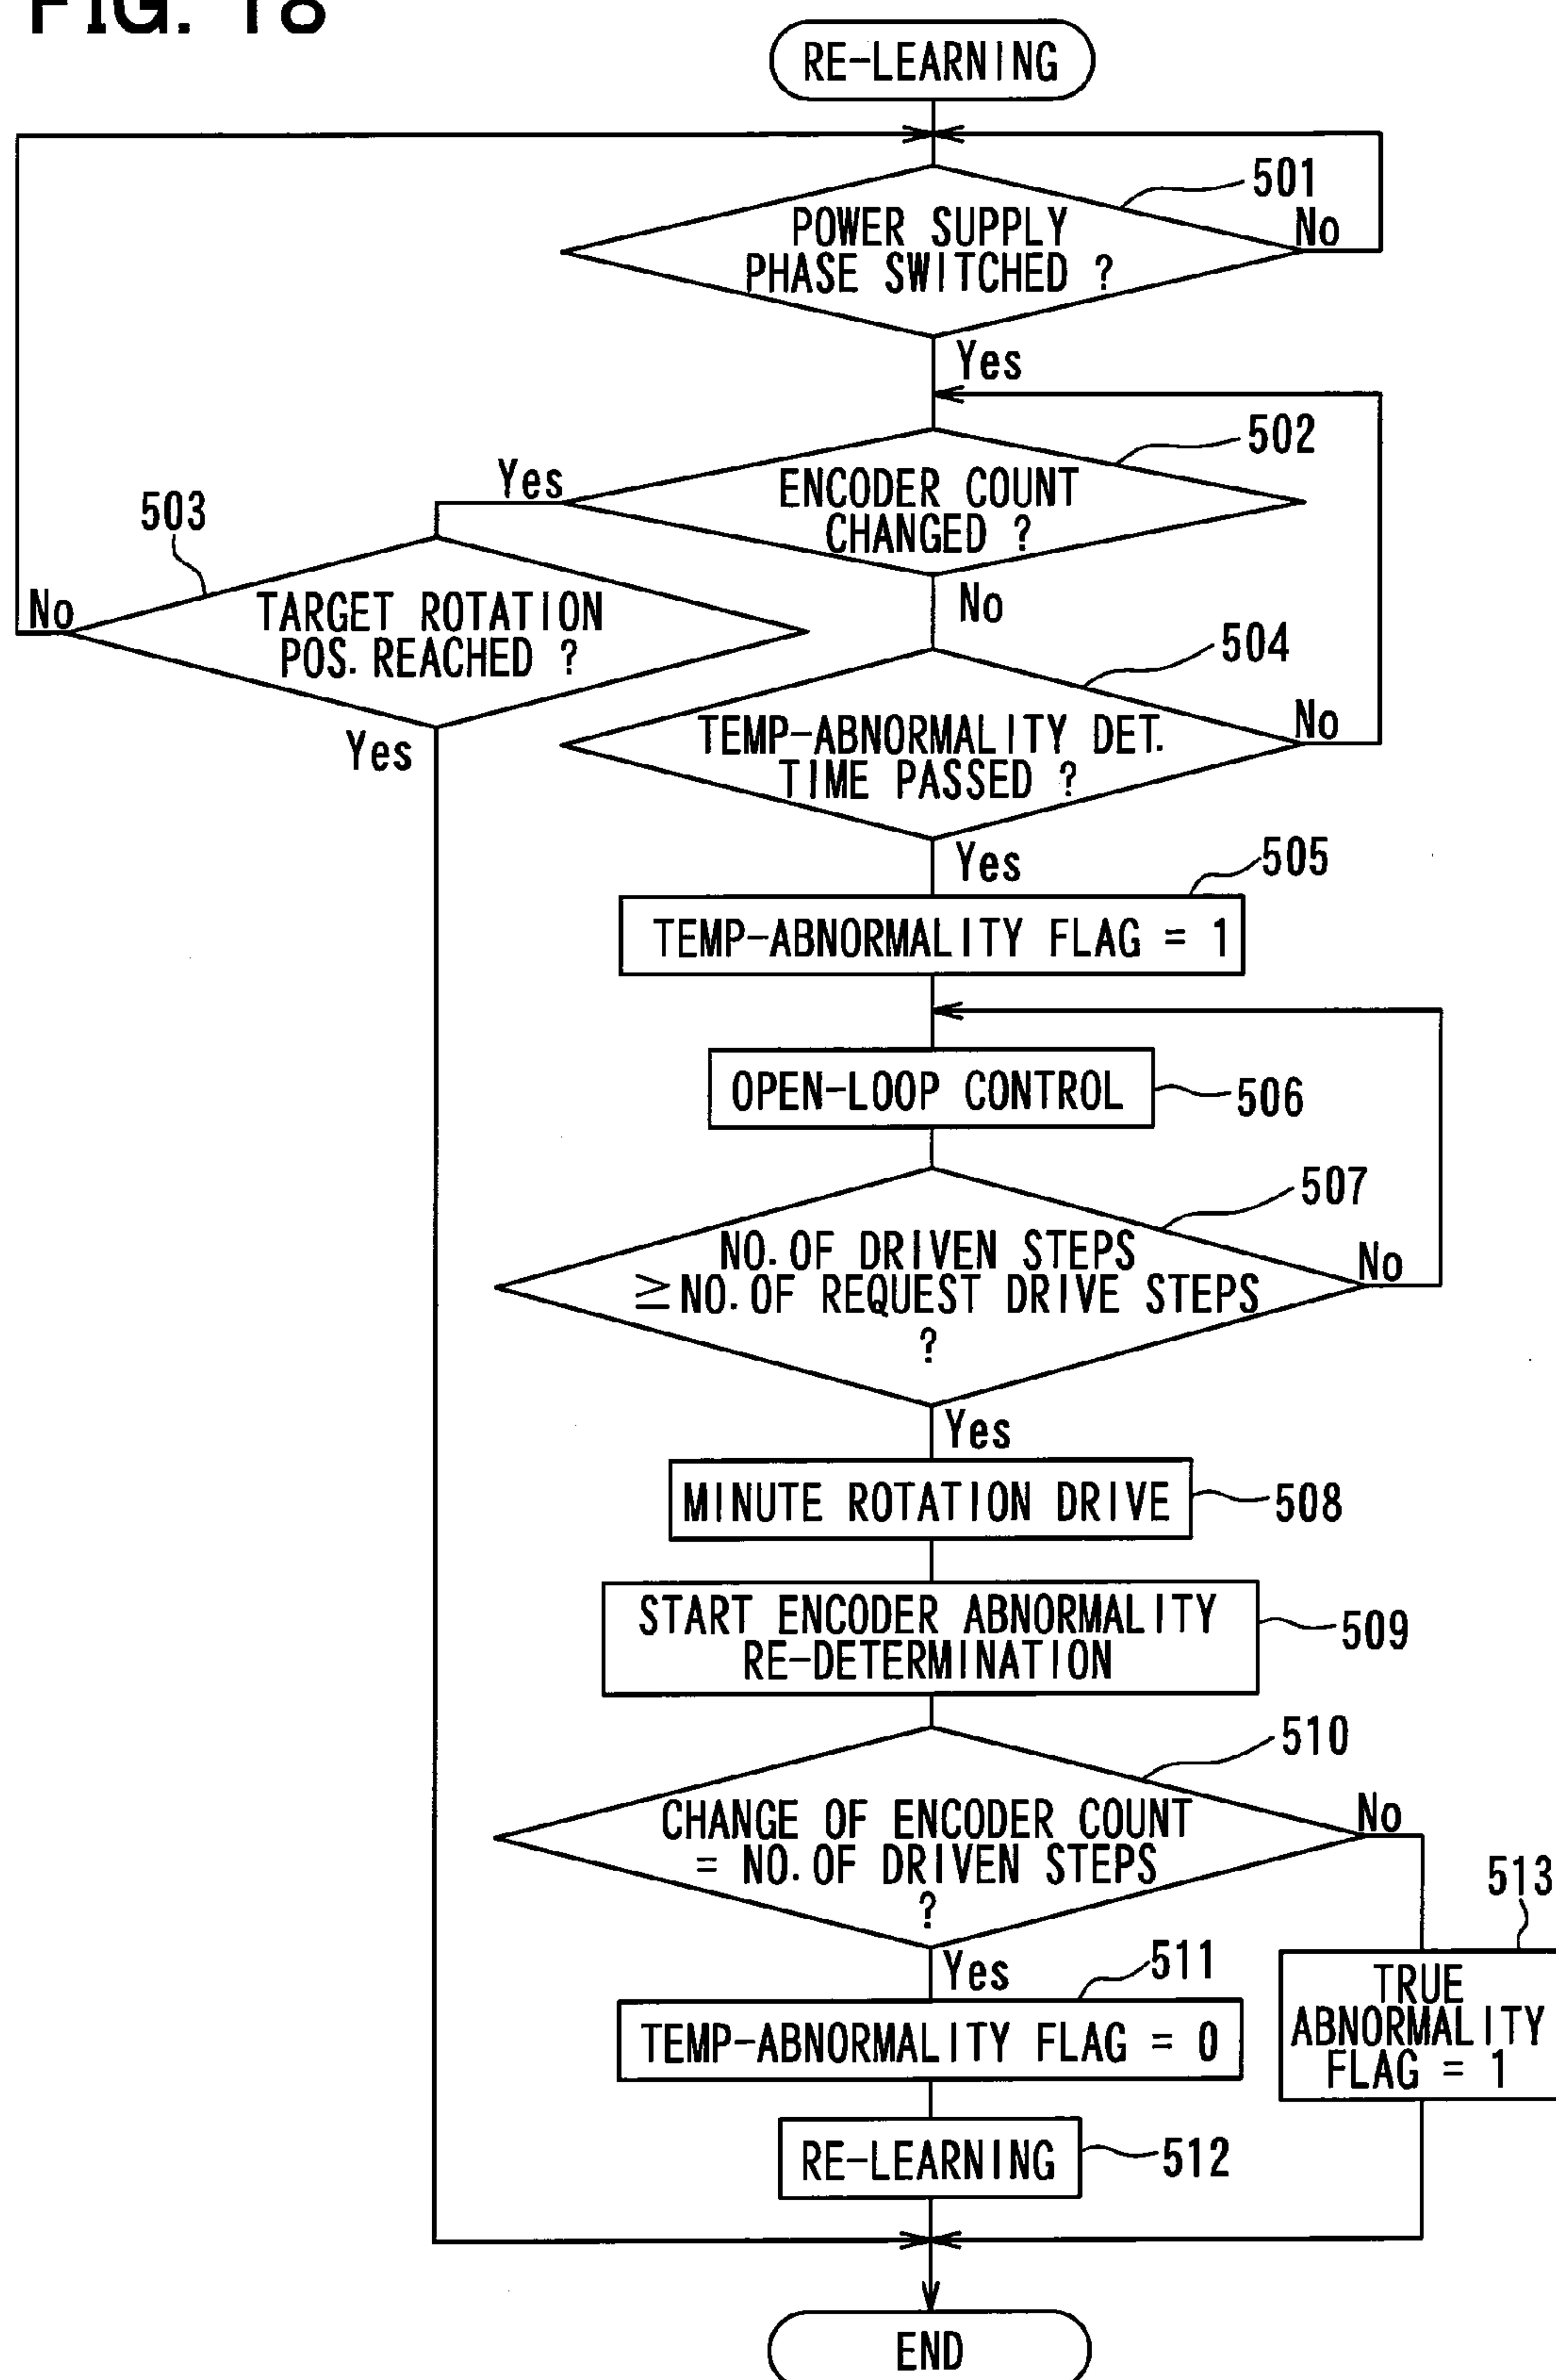 FIG. 18
RE-LEARNING
501
POWER SUPPLY
PHASE SWITCHED ?
No
Yes
502
ENCODER COUNT
CHANGED ?
Yes
No
503
TARGET ROTATION
POS. REACHED ?
No
Yes
504
TEMP-ABNORMALITY DET.
TIME PASSED ?
No
Yes
505
TEMP-ABNORMALITY FLAG = 1
OPEN-LOOP CONTROL
506
507
NO. OF DRIVEN STEPS
≥ NO. OF REQUEST DRIVE STEPS
?
No
Yes
MINUTE ROTATION DRIVE
508
START ENCODER ABNORMALITY
RE-DETERMINATION
509
510
CHANGE OF ENCODER COUNT
= NO. OF DRIVEN STEPS
?
No
Yes
511
TEMP-ABNORMALITY FLAG = 0
513
TRUE
ABNORMALITY
FLAG = 1
RE-LEARNING
512
END